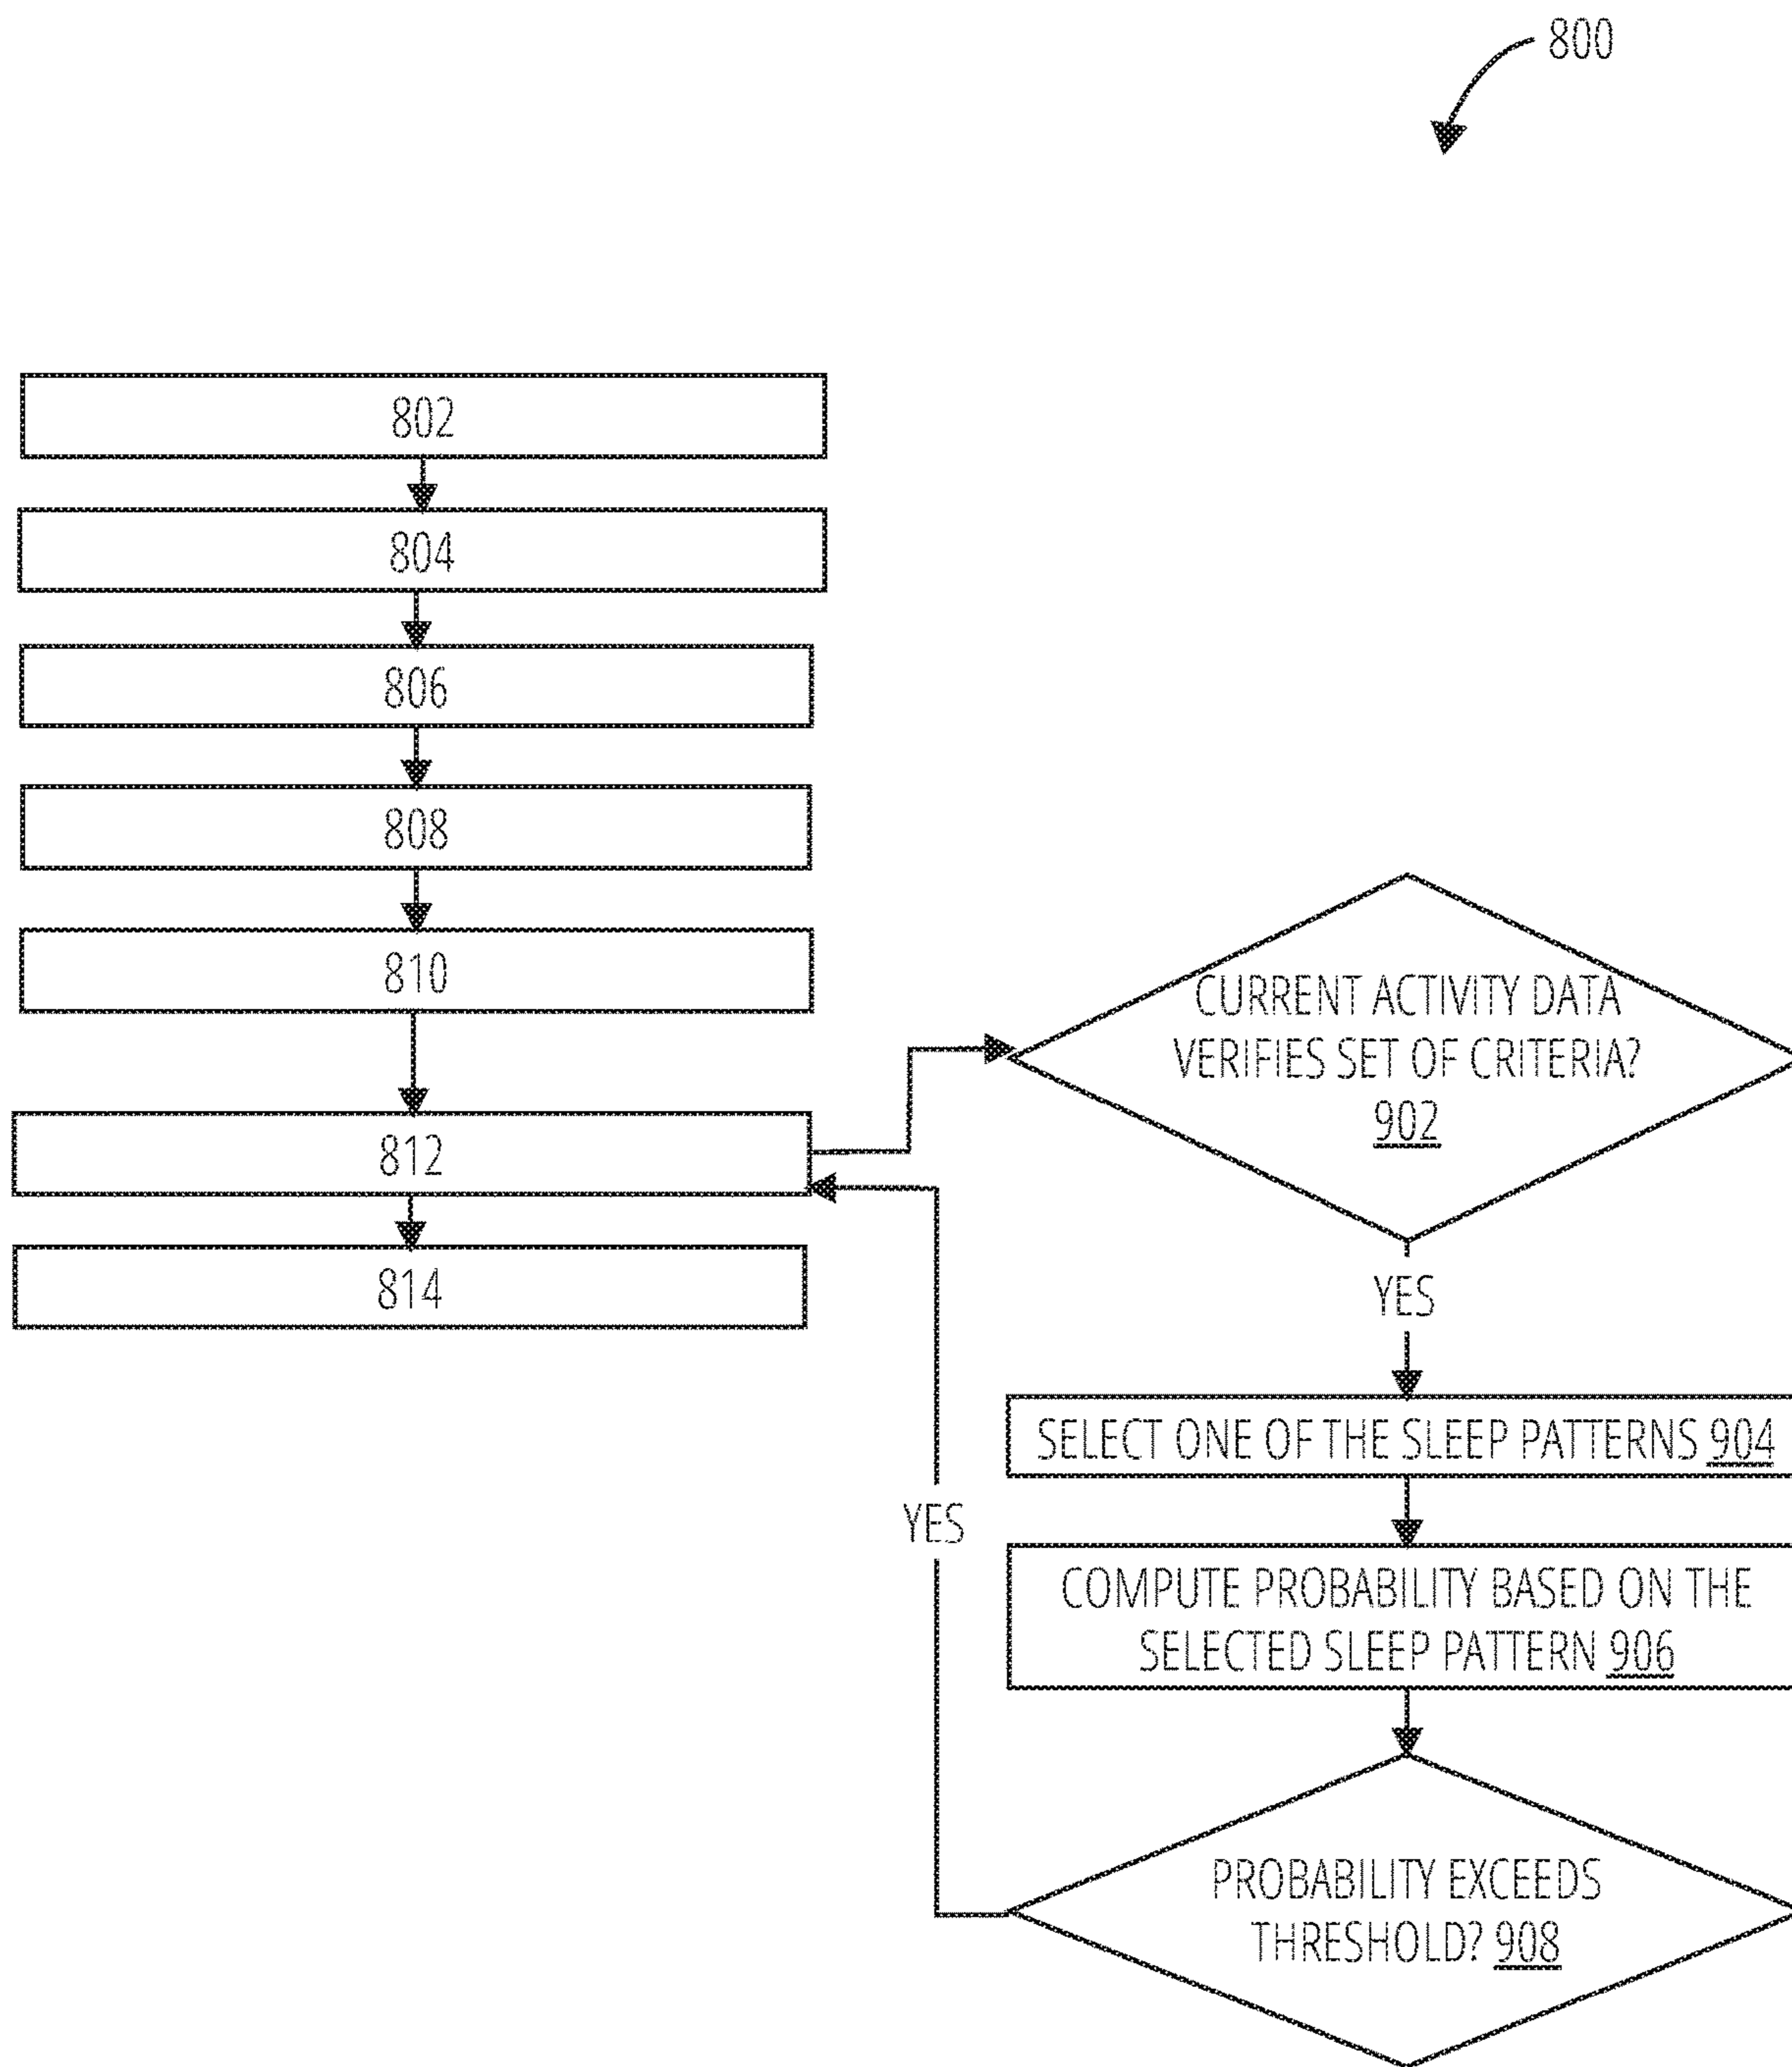 800
802
804
806
808
810
812
814
CURRENT ACTIVITY DATA
VERIFIES SET OF CRITERIA?
902
YES
SELECT ONE OF THE SLEEP PATTERNS 904
COMPUTE PROBABILITY BASED ON THE
SELECTED SLEEP PATTERN 906
YES
PROBABILITY EXCEEDS
THRESHOLD? 908